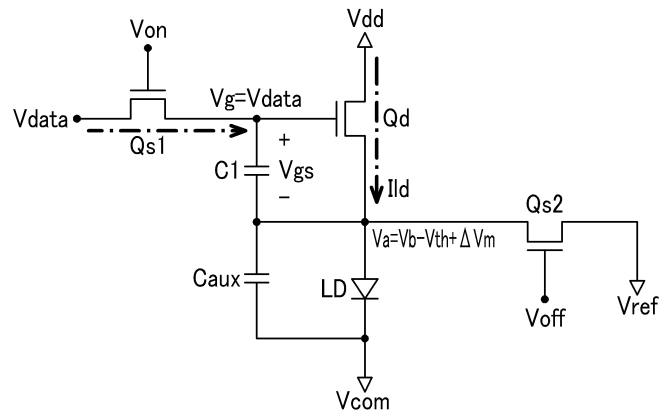 Vdd
Von
Vg=Vdata
Vdata
Qd
Qs1
+
C1
Vgs
−
Ild
Qs2
Va=Vb−Vth+ΔVm
Caux
LD
Voff
Vref
Vcom